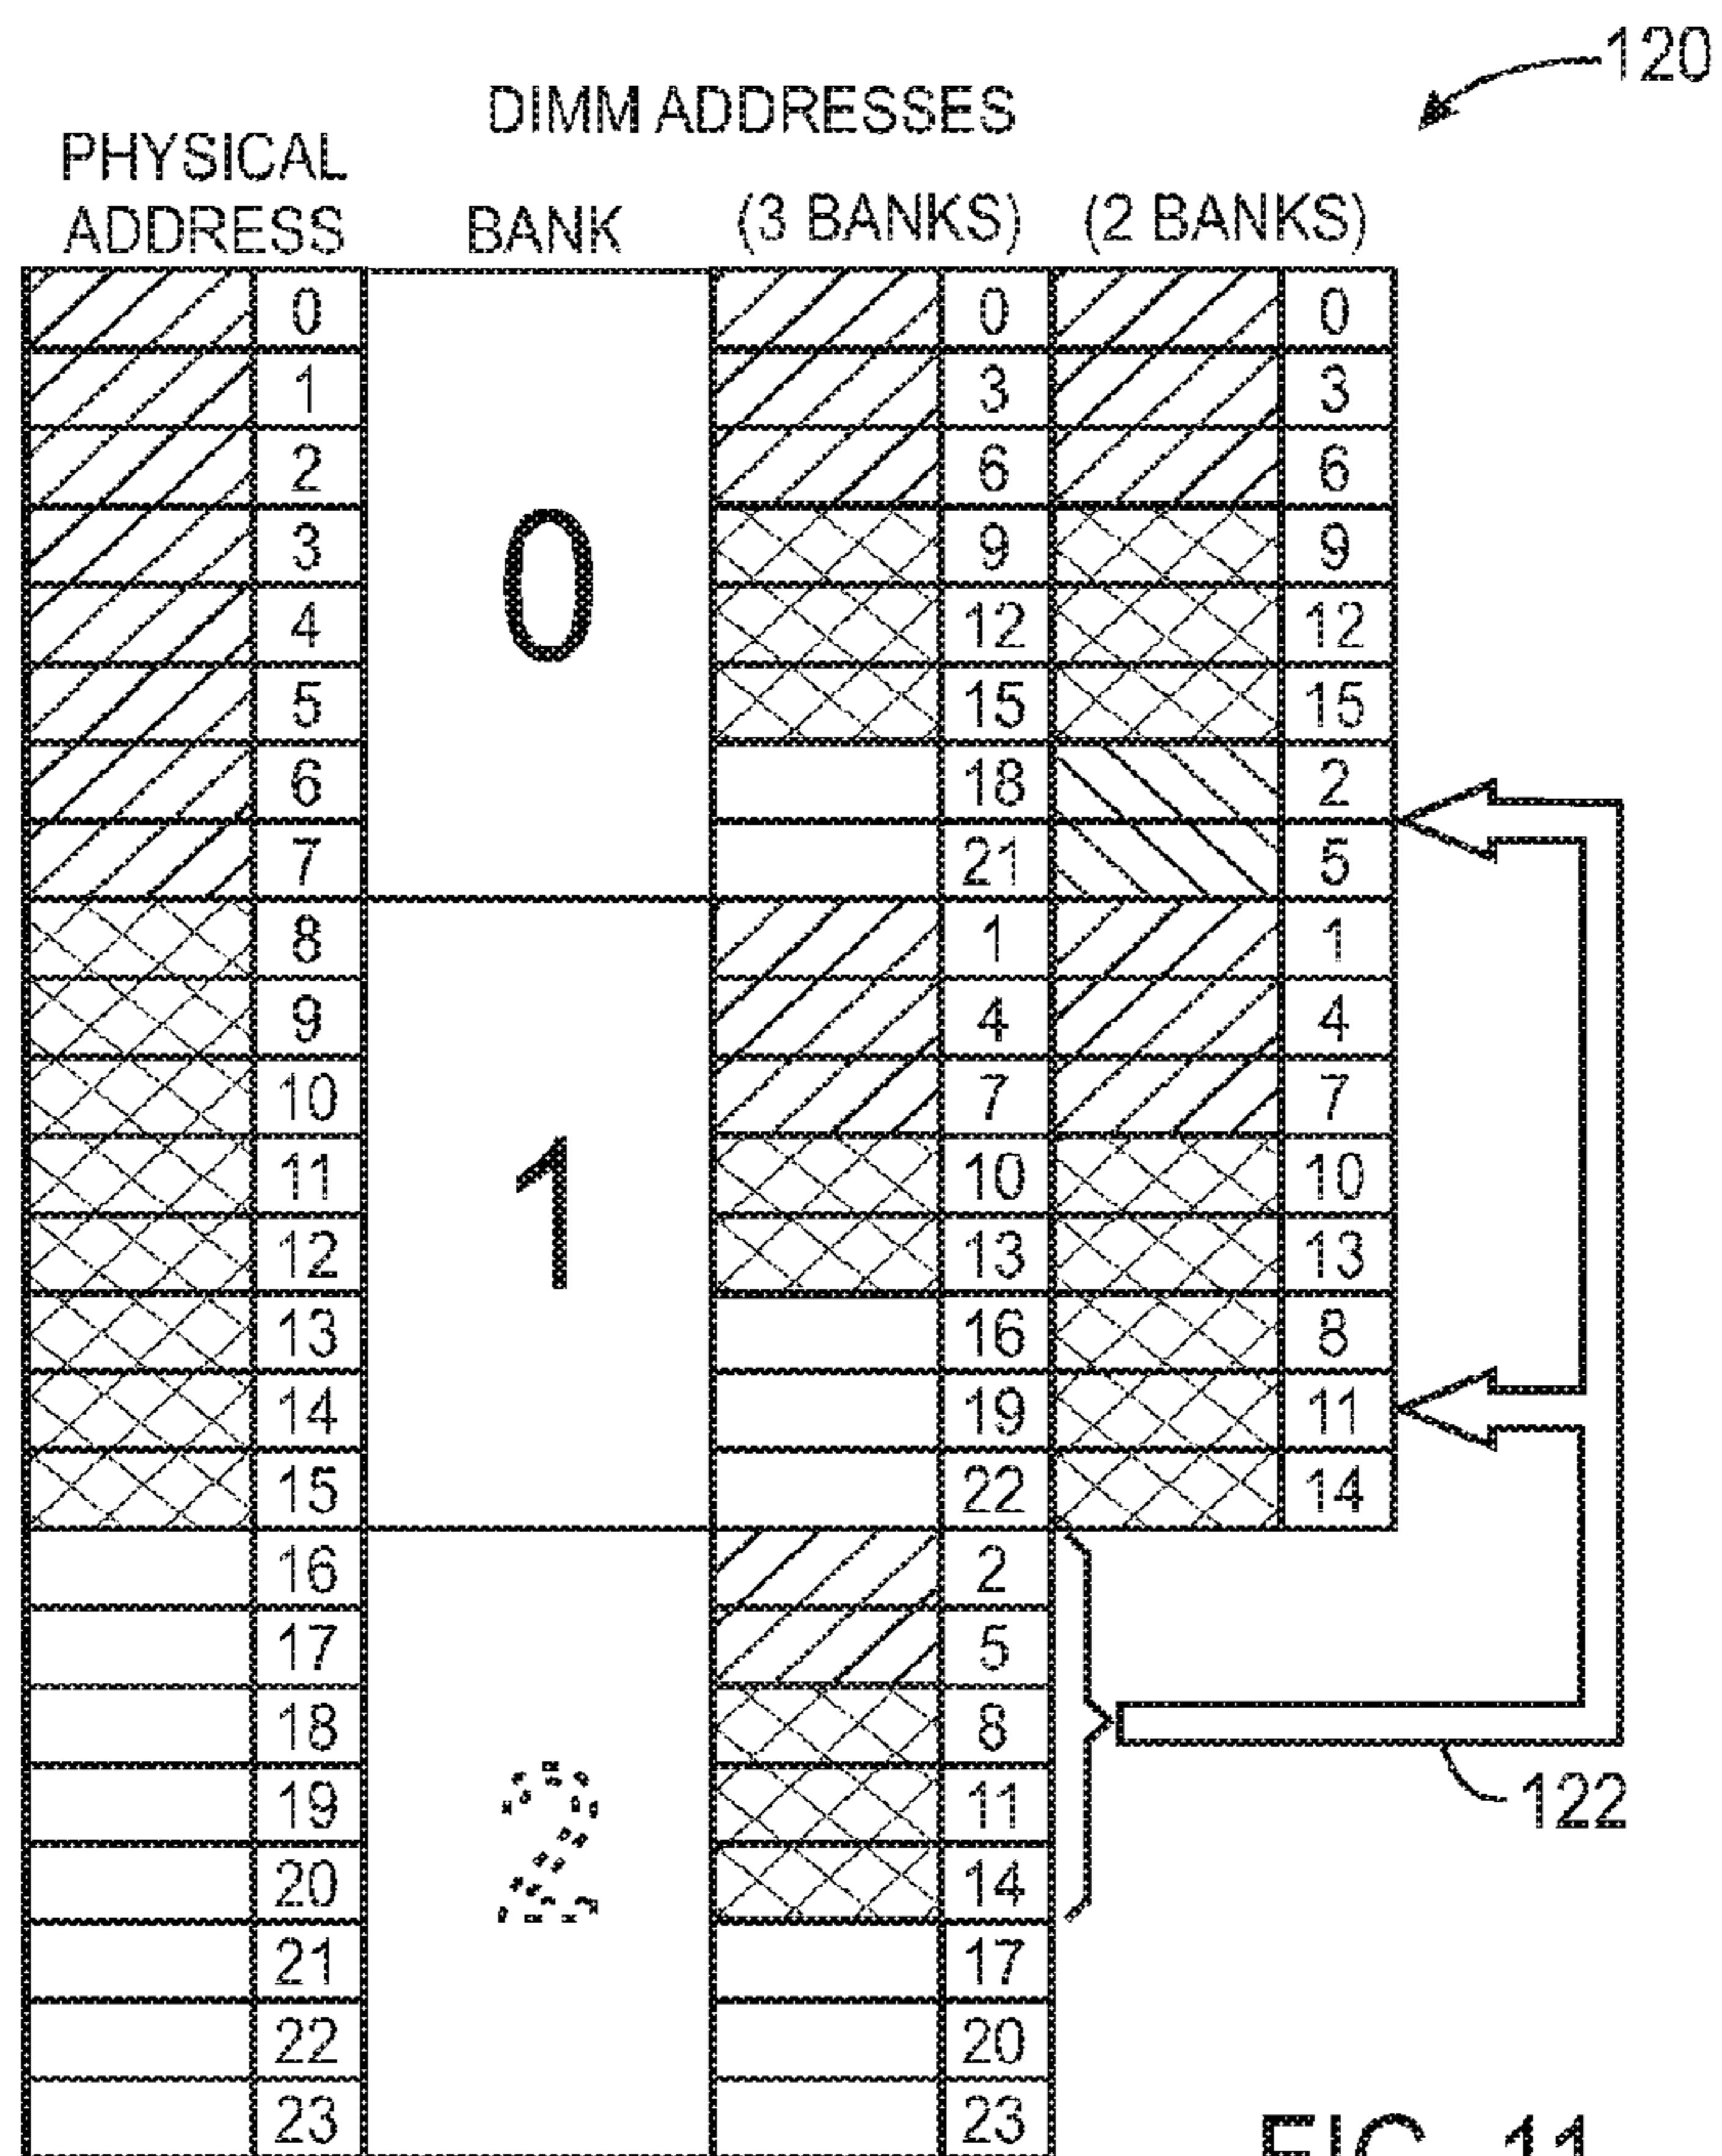 120
DIMM ADDRESSES
PHYSICAL
ADDRESS BANK (3 BANKS) (2 BANKS)
0 0 0
1 3 3
2 6 6
3 9 9
0
4 12 12
5 15 15
6 18 2
7 21 5
8 1 1
9 4 4
10 7 7
11 10 10
1
12 13 13
13 16 8
14 19 11
15 22 14
16 2
17 5
18 8
122
19 11
2
20 14
21 17
22 20
23 23
FIG. 11